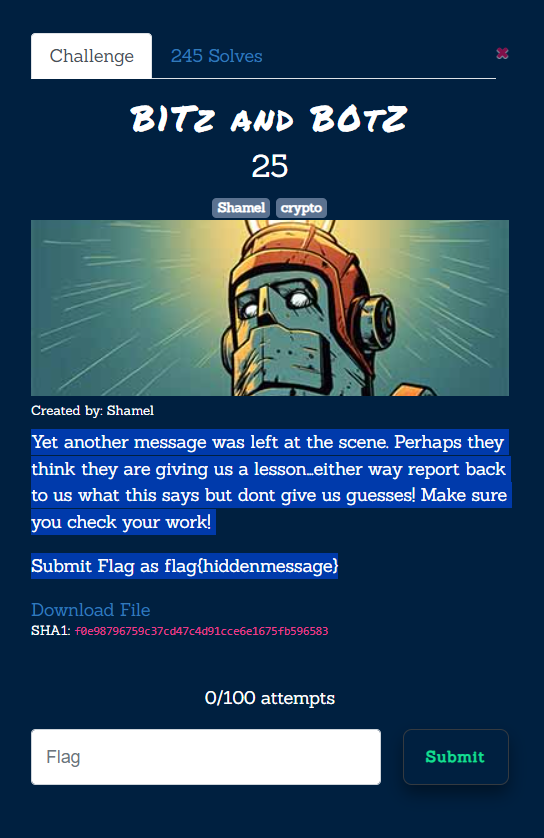 Challenge
245 Solves
BITz and BOtZ
25
Shamel crypto
Created by: Shamel
Yet another message was left at the scene. Perhaps they
think they are giving us a lesson...either way report back
to us what this says but dont give us guesses! Make sure
you check your work!
Submit Flag as flag{hiddenmessage}
Download File
SHA1: f0e98796759c37cd47c4d91cce6e1675fb596583
0/100 attempts
Flag
Submit